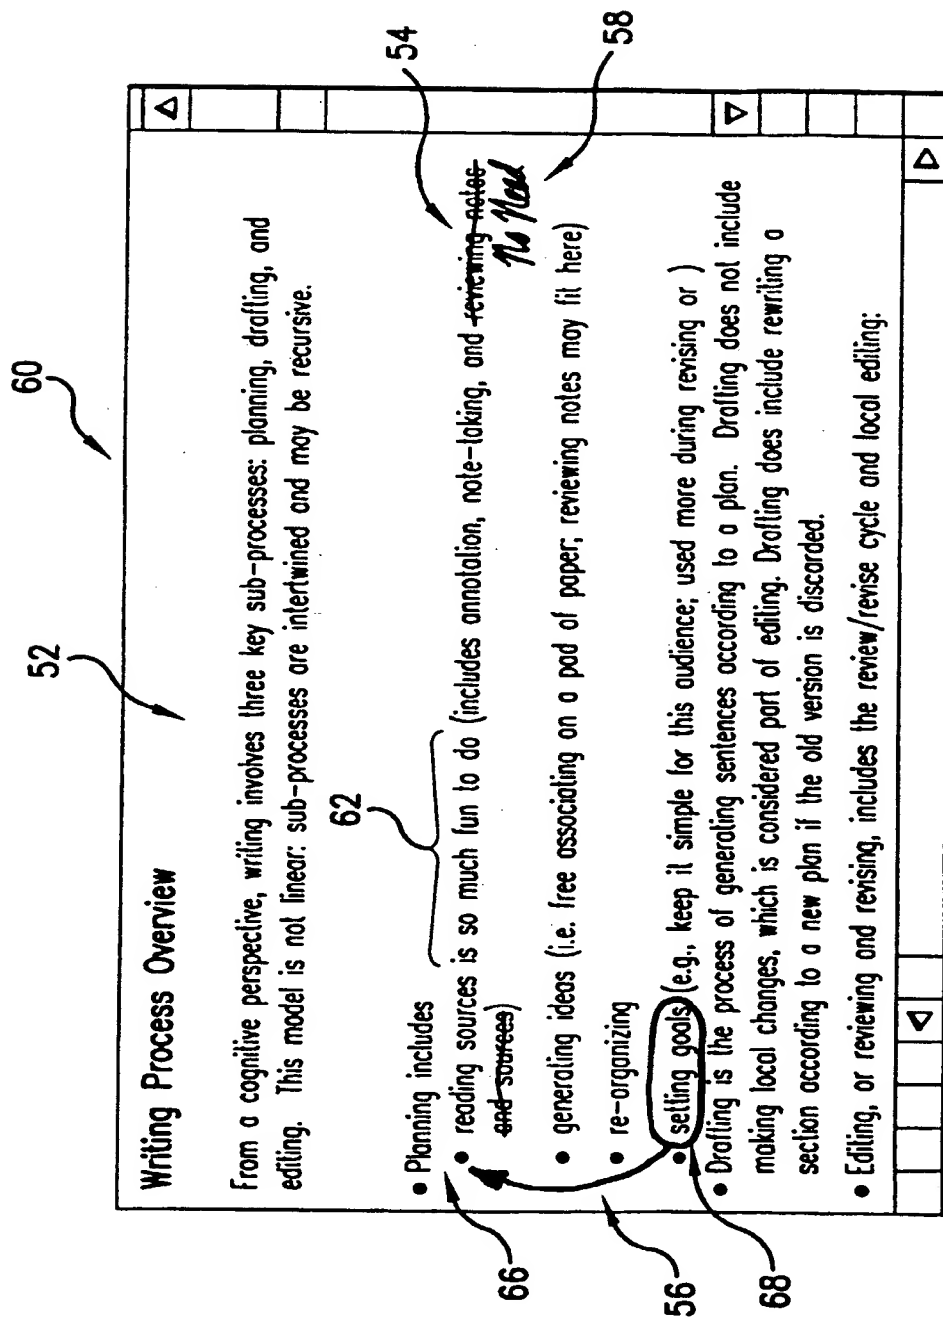 60
52
Writing Process Overview
From a cognitive perspective, writing involves three key sub-processes: planning, drafting, and
editing. This model is not linear: sub-processes are intertwined and may be recursive.
62
54
66
• Planning includes
• reading sources is so much fun to do (includes annotation, note-taking, and reviewing notes
and sources)
No Need
58
• generating ideas (i.e. free associating on a pad of paper; reviewing notes may fit here)
• re-organizing
56
• setting goals (e.g., keep it simple for this audience; used more during revising or )
68
• Drafting is the process of generating sentences according to a plan. Drafting does not include
making local changes, which is considered part of editing. Drafting does include rewriting a
section according to a new plan if the old version is discarded.
• Editing, or reviewing and revising, includes the review/revise cycle and local editing: